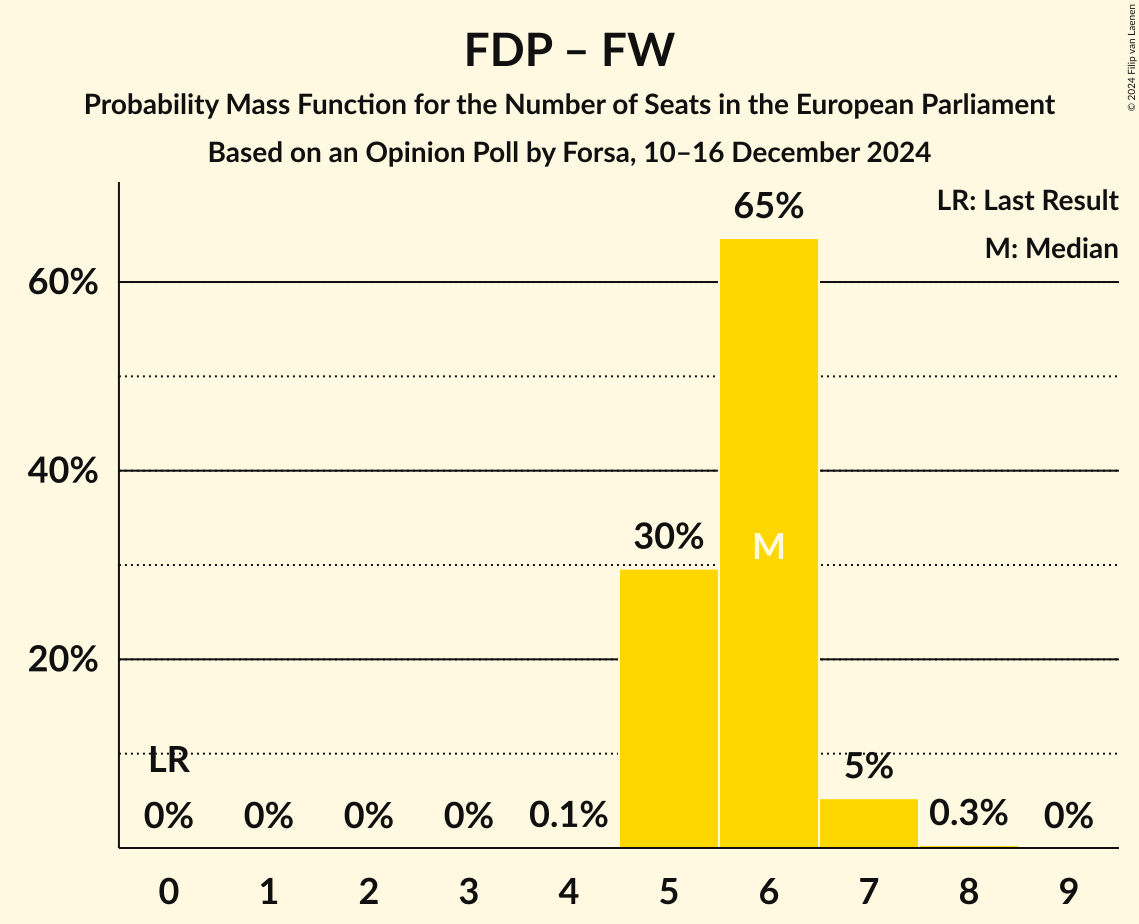 FDP – FW
Probability Mass Function for the Number of Seats in the European Parliament
Based on an Opinion Poll by Forsa, 10–16 December 2024
© 2024 Filip van Laenen
LR: Last Result
M: Median
65%
60%
40%
30%
M
20%
LR
5%
0% 0% 0% 0% 0.1% 0.3% 0%
0 1 2 3 4 5 6 7 8 9